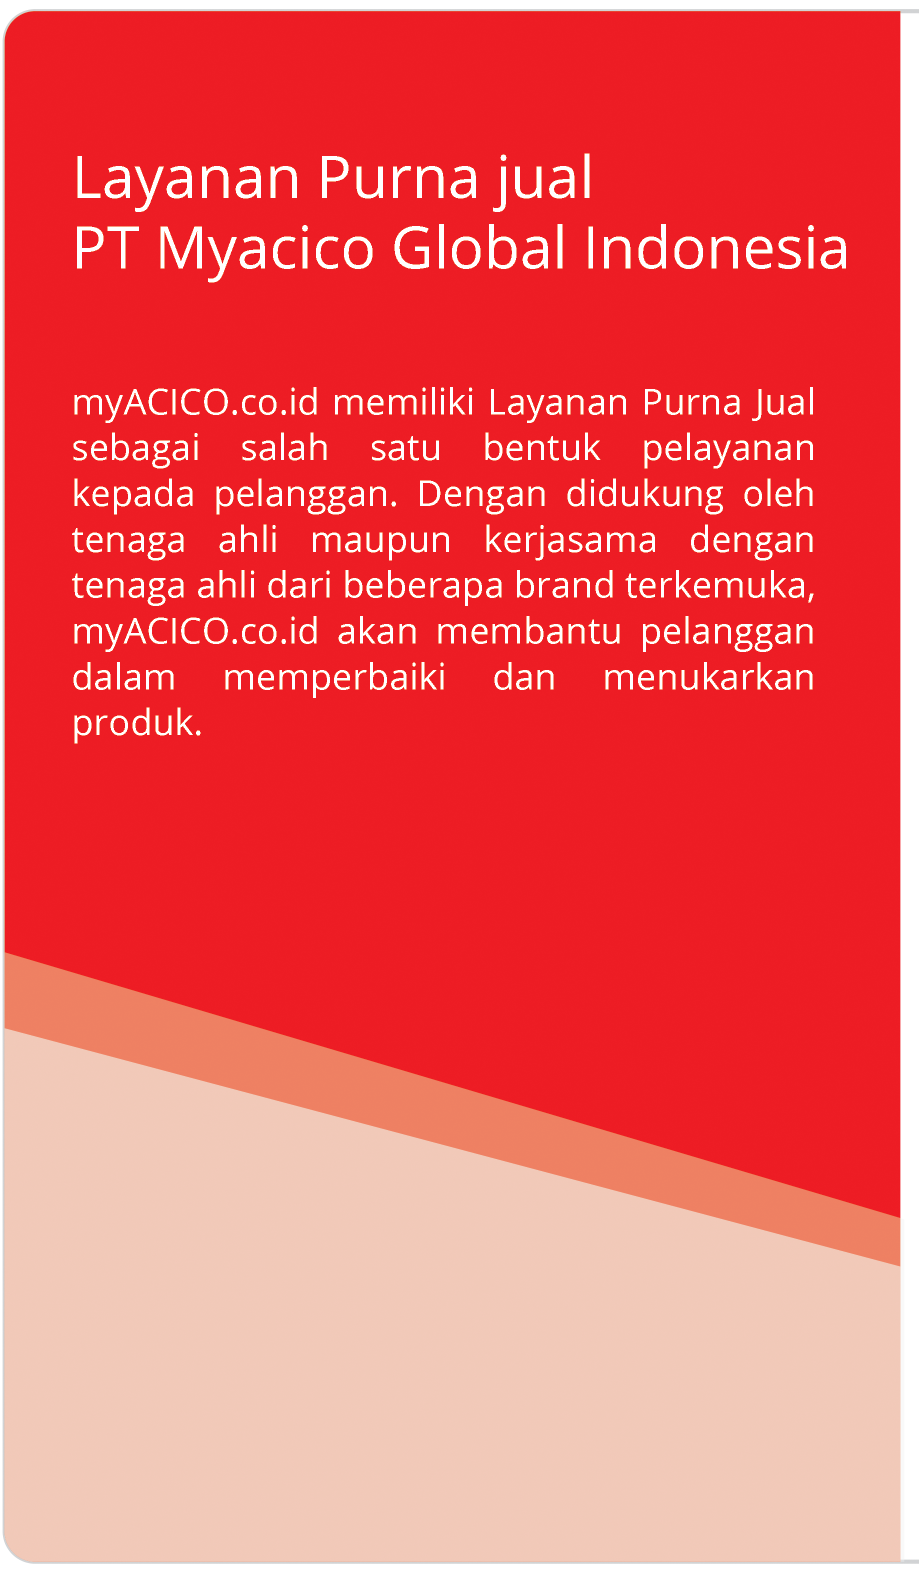 Layanan Purna jual
PT Myacico Global Indonesia
myACICO.co.id memiliki Layanan Purna Jual
sebagai salah satu bentuk pelayanan
kepada pelanggan. Dengan didukung oleh
tenaga ahli maupun kerjasama dengan
tenaga ahli dari beberapa brand terkemuka,
myACICO.co.id akan membantu pelanggan
dalam memperbaiki dan menukarkan
produk.